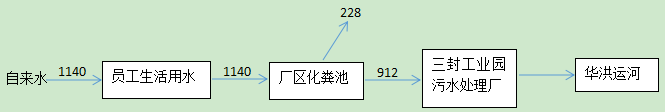 228
自来水
1140
员工生活用水
1140
厂区化粪池
912
三封工业园
污水处理厂
华洪运河